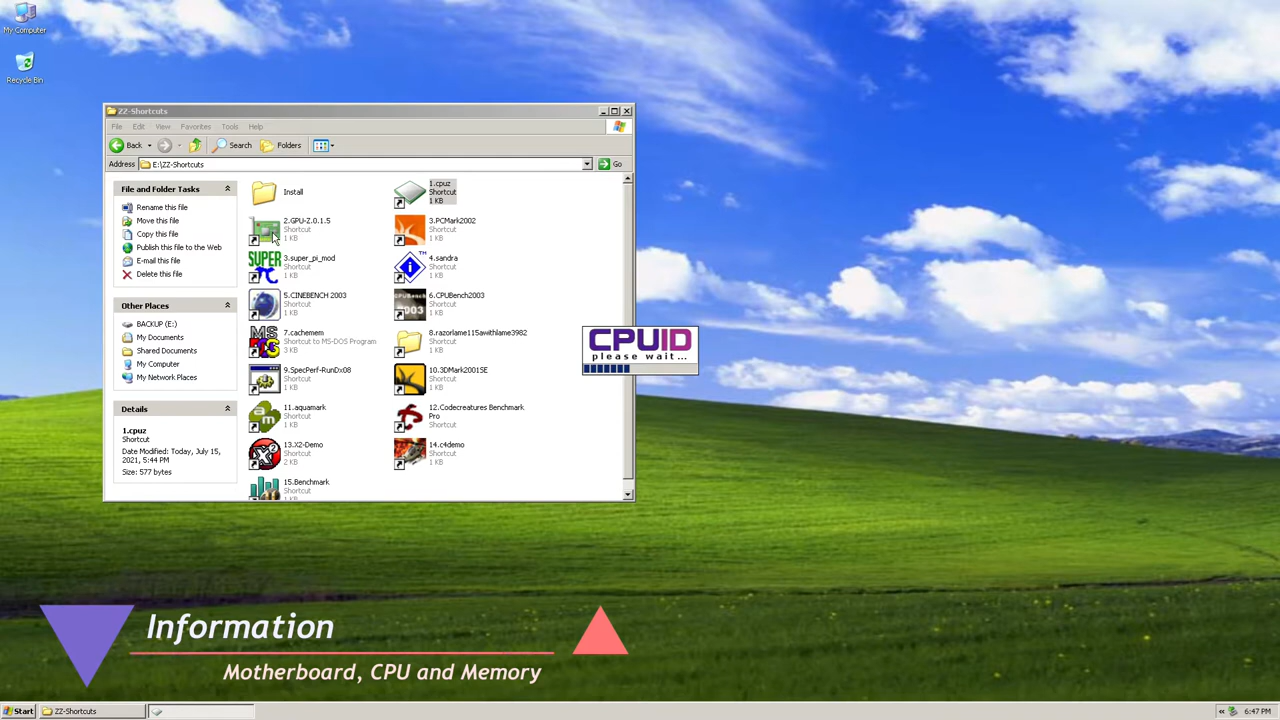 My Computer
Recycle Bin
ZZ-Shortcuts
File Edit View Favorites Tools Help
Back Search Folders
Address E:\ZZ-Shortcuts Go
File and Folder Tasks
Rename this file
Move this file
Copy this file
Publish this file to the Web
E-mail this file
Delete this file
Other Places
BACKUP (E:)
My Documents
Shared Documents
My Computer
My Network Places
Details
1.cpuz
Shortcut
Date Modified: Today, July 15,
2021, 5:44 PM
Size: 577 bytes
Install
1.cpuz
Shortcut
1 KB
2.GPU-Z.0.1.5
Shortcut
1 KB
3.PCMark2002
Shortcut
1 KB
SUPER
3.super_pi_mod
Shortcut
1 KB
TM
4.sandra
Shortcut
1 KB
5.CINEBENCH 2003
Shortcut
1 KB
6.CPUBench2003
Shortcut
1 KB
MS
7.cachemem
Shortcut to MS-DOS Program
3 KB
8.razorlame115awithlame3982
Shortcut
1 KB
9.SpecPerf-RunDx08
Shortcut
1 KB
10.3DMark2001SE
Shortcut
1 KB
11.aquamark
Shortcut
1 KB
12.Codecreatures Benchmark
Pro
Shortcut
13.X2-Demo
Shortcut
2 KB
14.c4demo
Shortcut
1 KB
15.Benchmark
Shortcut
CPUID
please wait...
Information
Motherboard, CPU and Memory
Start ZZ-Shortcuts 6:47 PM